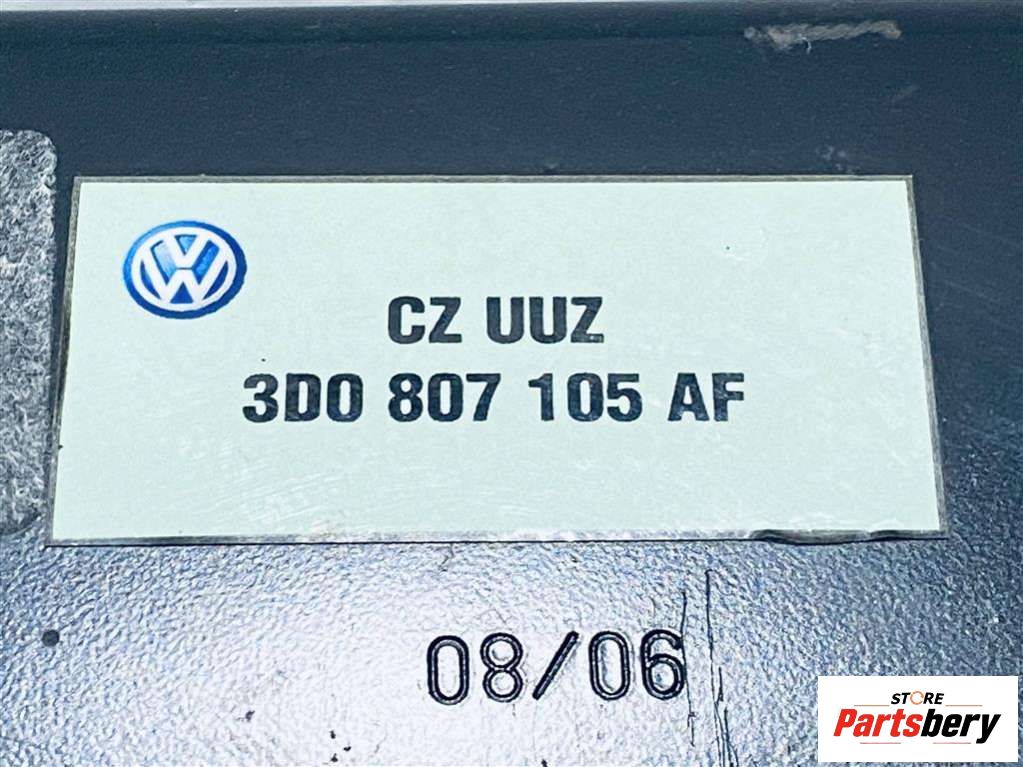 CZ UUZ
3D0 807 105 AF
08/06
STORE
Partsbery